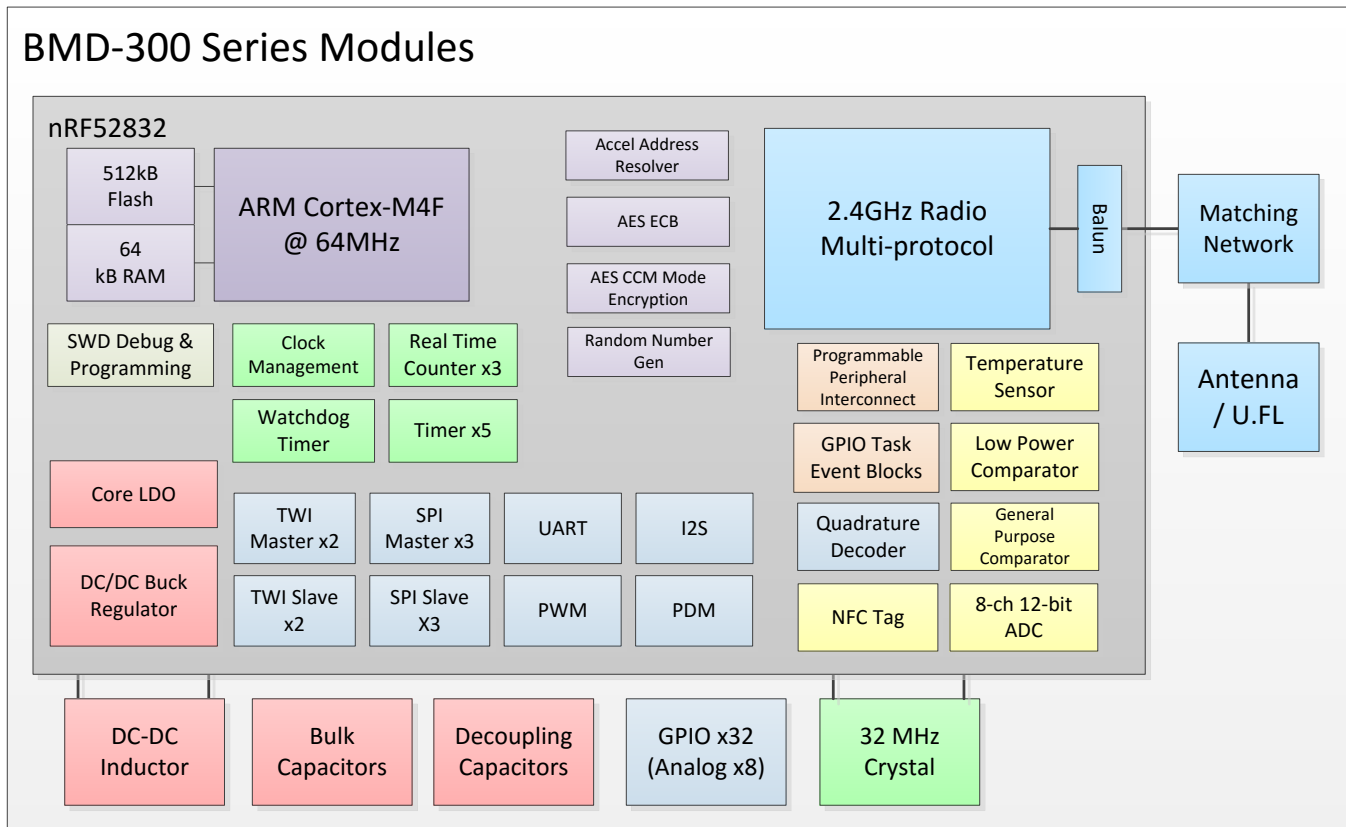 BMD-300 Series Modules
nRF52832
512kB
Flash
64
kB RAM
ARM Cortex-M4F
@ 64MHz
Accel Address
Resolver
AES ECB
AES CCM Mode
Encryption
Random Number
Gen
2.4GHz Radio
Multi-protocol
Balun
Matching
Network
Antenna
/ U.FL
SWD Debug &
Programming
Clock
Management
Real Time
Counter x3
Watchdog
Timer
Timer x5
Programmable
Peripheral
Interconnect
Temperature
Sensor
GPIO Task
Event Blocks
Low Power
Comparator
Core LDO
DC/DC Buck
Regulator
TWI
Master x2
SPI
Master x3
UART
I2S
TWI Slave
x2
SPI Slave
X3
PWM
PDM
Quadrature
Decoder
General
Purpose
Comparator
NFC Tag
8-ch 12-bit
ADC
DC-DC
Inductor
Bulk
Capacitors
Decoupling
Capacitors
GPIO x32
(Analog x8)
32 MHz
Crystal